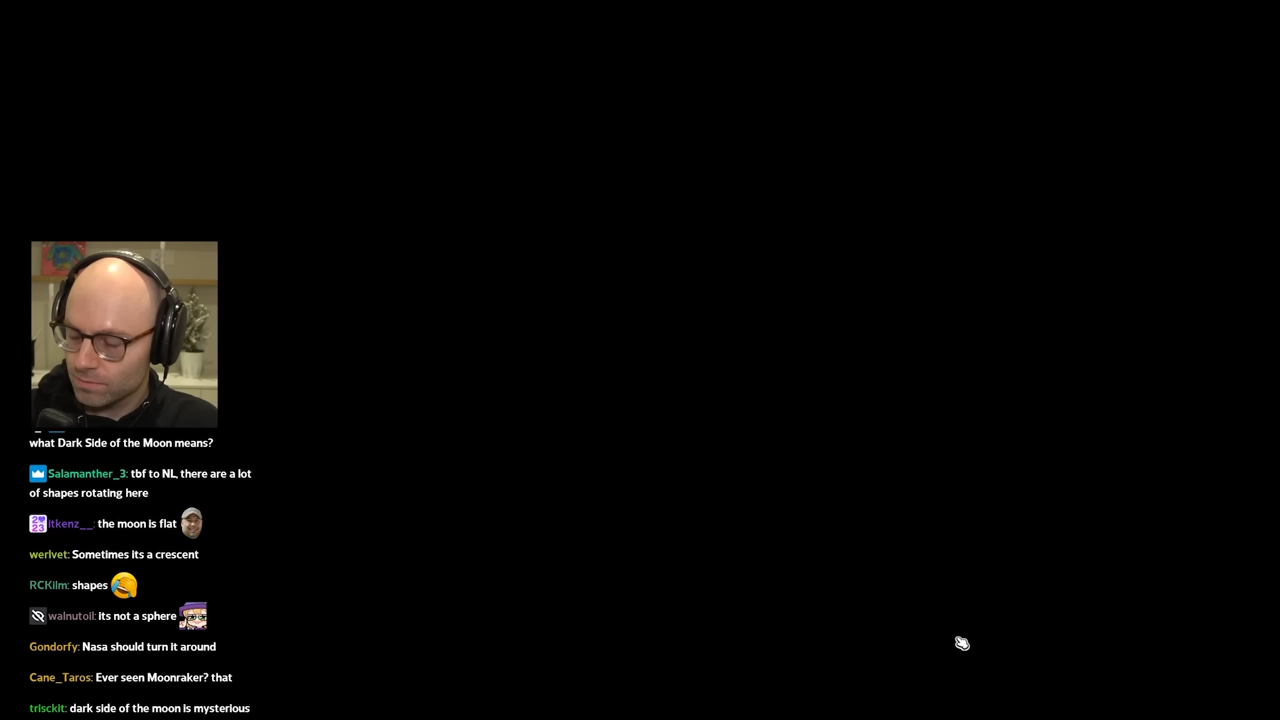 what Dark Side of the Moon means?
Salamanther_3: tbf to NL, there are a lot
of shapes rotating here
2 23 itkenz__: the moon is flat
werlvet: Sometimes its a crescent
RCKilm: shapes
walnutoil: its not a sphere
Gondorfy: Nasa should turn it around
Cane_Taros: Ever seen Moonraker? that
trisckit: dark side of the moon is mysterious